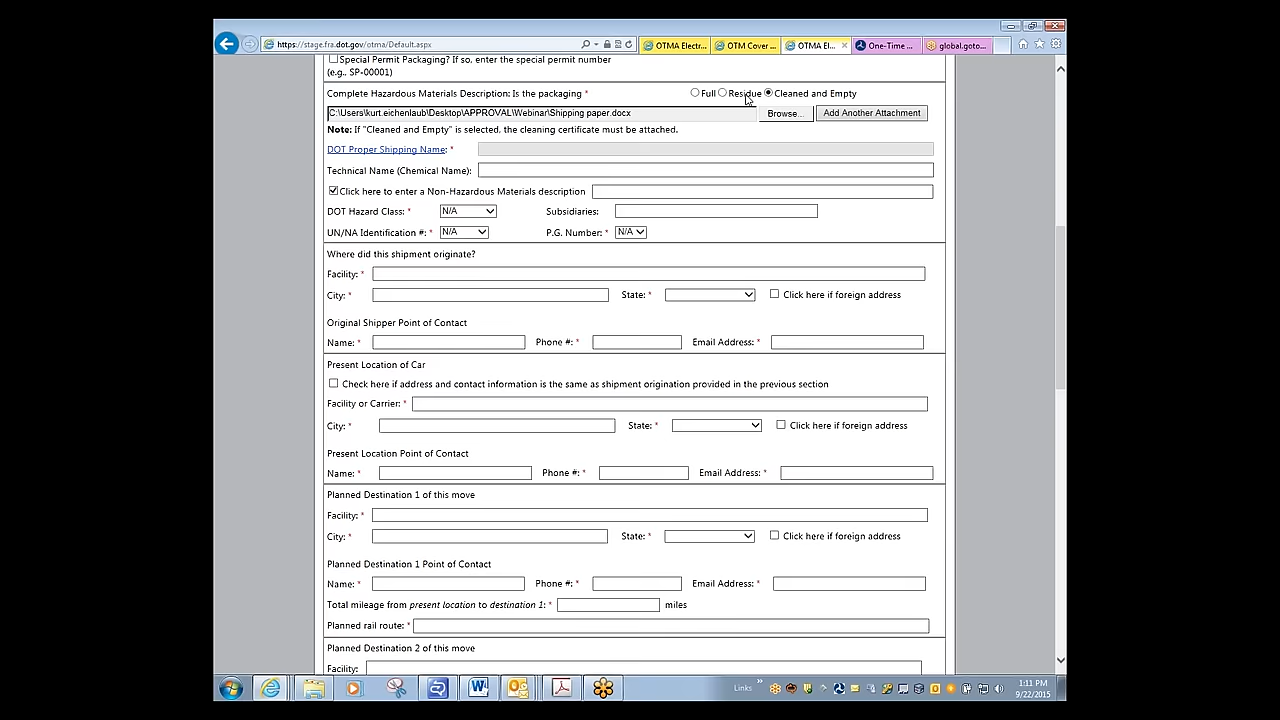 https://stage.fra.dot.gov/otma/Default.aspx
OTMA Electr...
OTM Cover ...
OTMA El...
One-Time ...
global.goto...
Special Permit Packaging? If so, enter the special permit number
(e.g., SP-00001)
Complete Hazardous Materials Description: Is the packaging * Full Residue Cleaned and Empty
C:\Users\kurt.eichenlaub\Desktop\APPROVAL\Webinar\Shipping paper.docx Browse... Add Another Attachment
Note: If "Cleaned and Empty" is selected, the cleaning certificate must be attached.
DOT Proper Shipping Name: *
Technical Name (Chemical Name):
Click here to enter a Non-Hazardous Materials description
DOT Hazard Class: * N/A Subsidiaries:
UN/NA Identification #: * N/A P.G. Number: * N/A
Where did this shipment originate?
Facility: *
City: * State: * Click here if foreign address
Original Shipper Point of Contact
Name: * Phone #: * Email Address: *
Present Location of Car
Check here if address and contact information is the same as shipment origination provided in the previous section
Facility or Carrier: *
City: * State: * Click here if foreign address
Present Location Point of Contact
Name: * Phone #: * Email Address: *
Planned Destination 1 of this move
Facility: *
City: * State: * Click here if foreign address
Planned Destination 1 Point of Contact
Name: * Phone #: * Email Address: *
Total mileage from present location to destination 1: * miles
Planned rail route: *
Planned Destination 2 of this move
Facility:
Links
1:11 PM
9/22/2015